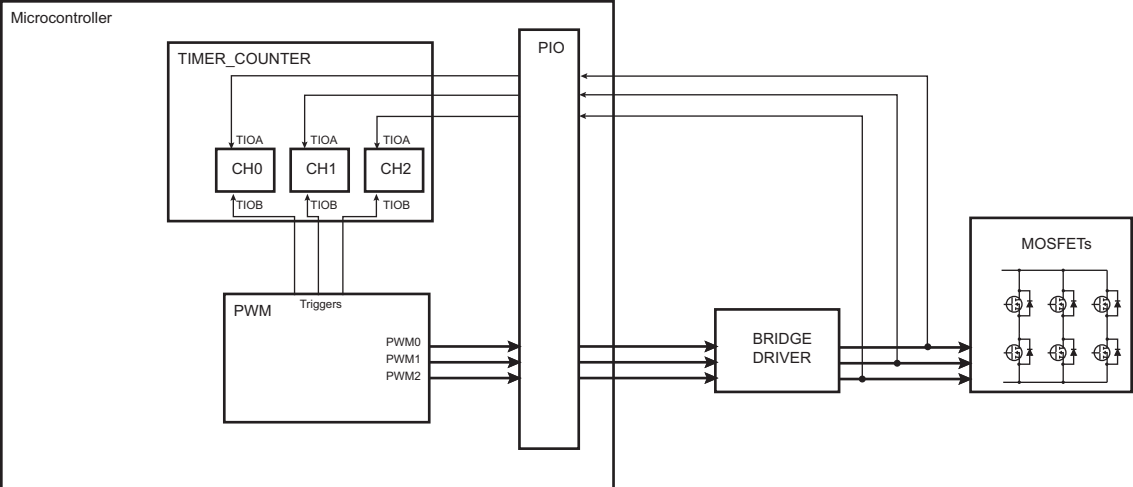 Microcontroller
PIO
TIMER_COUNTER
TIOA
TIOA
TIOA
CH0
CH1
CH2
TIOB
TIOB
TIOB
MOSFETs
Triggers
PWM
BRIDGE
DRIVER
PWM0
PWM1
PWM2